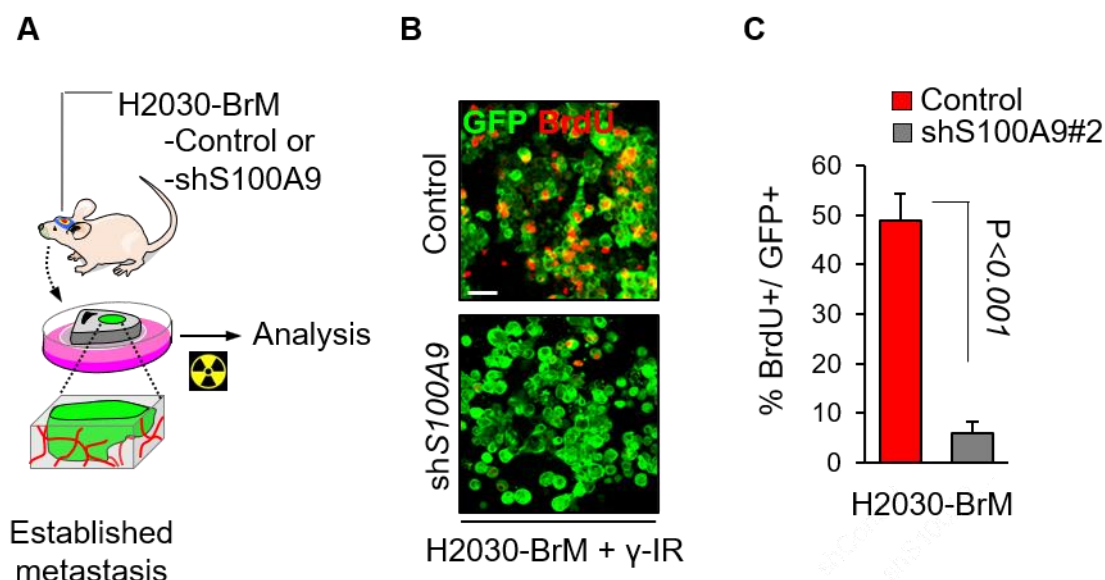 A
H2030-BrM
-Control or
-shS100A9
Analysis
Established
metastasis
B
GFP BrdU
Control
shS100A9
H2030-BrM + γ-IR
C
Control
shS100A9#2
% BrdU+/ GFP+
60
50
40
30
20
10
0
P<0.001
H2030-BrM